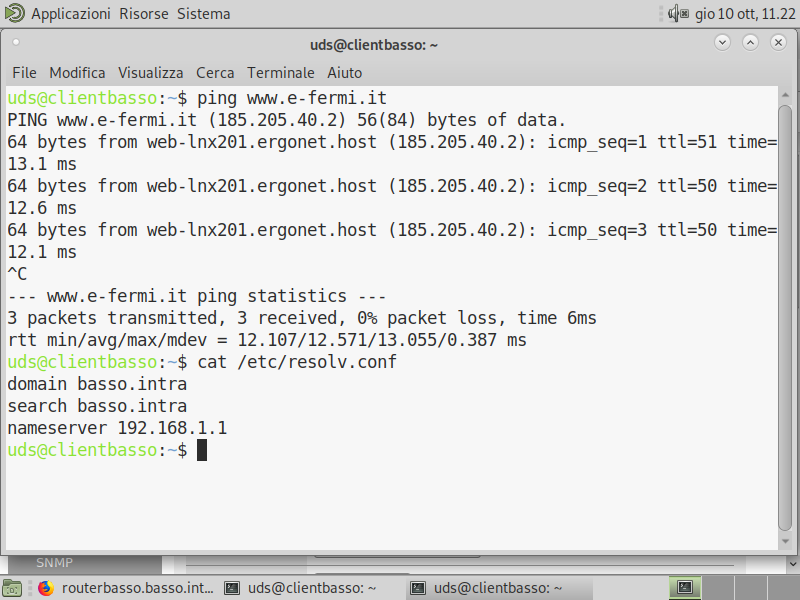 Applicazioni Risorse Sistema
gio 10 ott, 11.22
uds@clientbasso: ~
File Modifica Visualizza Cerca Terminale Aiuto
uds@clientbasso:~$ ping www.e-fermi.it
PING www.e-fermi.it (185.205.40.2) 56(84) bytes of data.
64 bytes from web-lnx201.ergonet.host (185.205.40.2): icmp_seq=1 ttl=51 time=
13.1 ms
64 bytes from web-lnx201.ergonet.host (185.205.40.2): icmp_seq=2 ttl=50 time=
12.6 ms
64 bytes from web-lnx201.ergonet.host (185.205.40.2): icmp_seq=3 ttl=50 time=
12.1 ms
^C
--- www.e-fermi.it ping statistics ---
3 packets transmitted, 3 received, 0% packet loss, time 6ms
rtt min/avg/max/mdev = 12.107/12.571/13.055/0.387 ms
uds@clientbasso:~$ cat /etc/resolv.conf
domain basso.intra
search basso.intra
nameserver 192.168.1.1
uds@clientbasso:~$
SNMP
routerbasso.basso.int... uds@clientbasso: ~ uds@clientbasso: ~